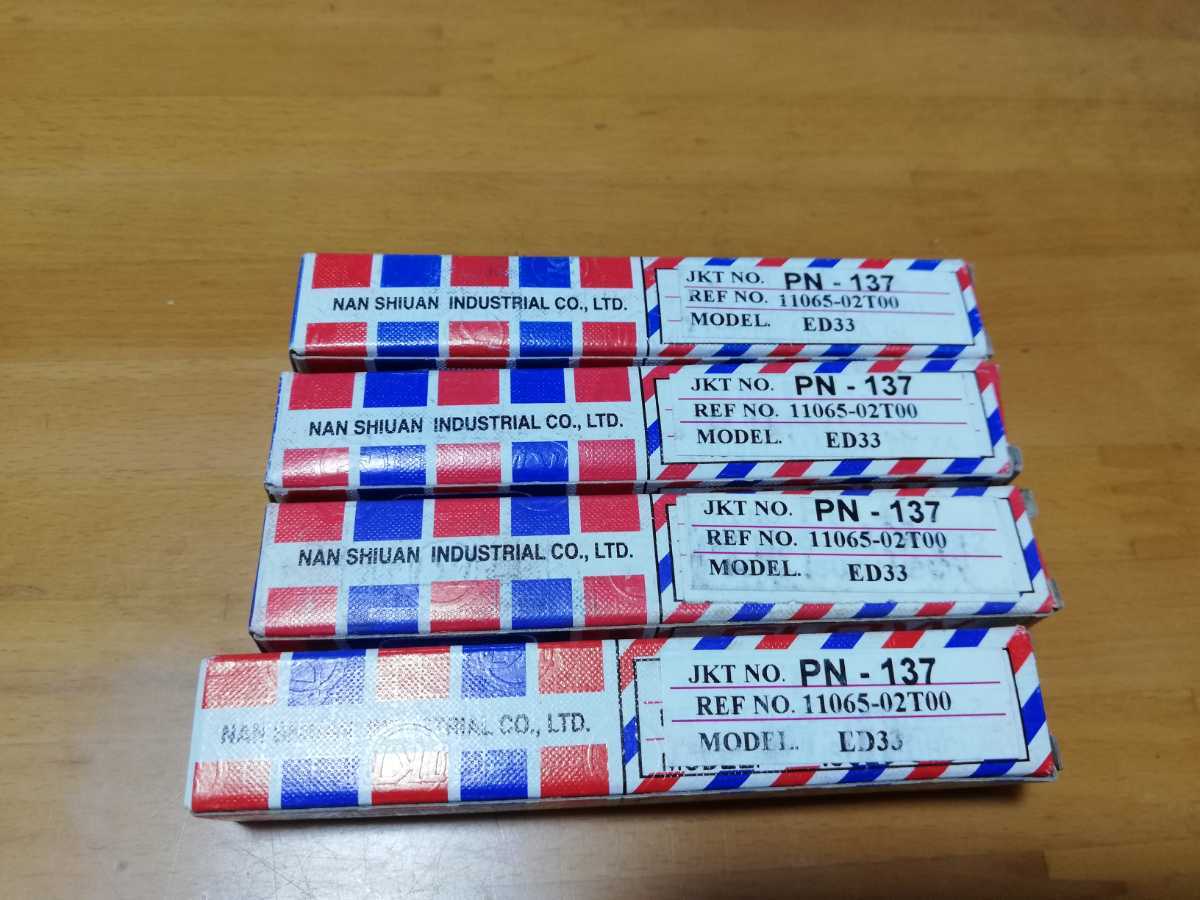 NAN SHIUAN INDUSTRIAL CO., LTD.
JKT NO. PN - 137
REF NO. 11065-02T00
MODEL. ED33
NAN SHIUAN INDUSTRIAL CO., LTD.
JKT NO. PN - 137
REF NO. 11065-02T00
MODEL. ED33
NAN SHIUAN INDUSTRIAL CO., LTD.
JKT NO. PN - 137
REF NO. 11065-02T00
MODEL. ED33
NAN SHIUAN INDUSTRIAL CO., LTD.
JKT NO. PN - 137
REF NO. 11065-02T00
MODEL. ED33